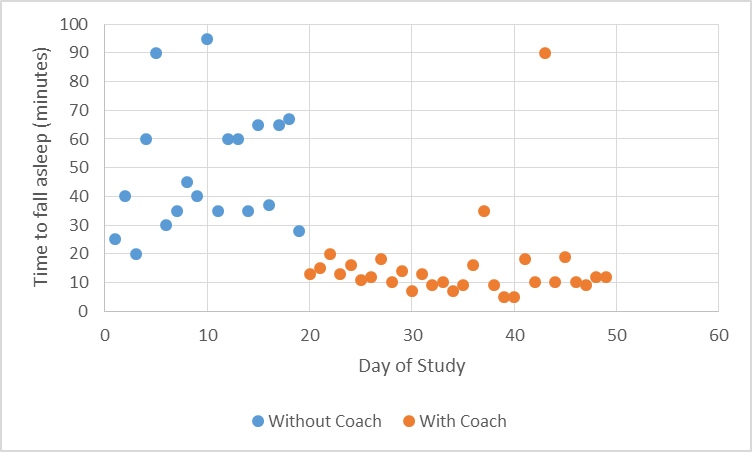 100
90
80
70
60
50
40
30
20
10
0
Time to fall asleep (minutes)
0 10 20 30 40 50 60
Day of Study
Without Coach With Coach